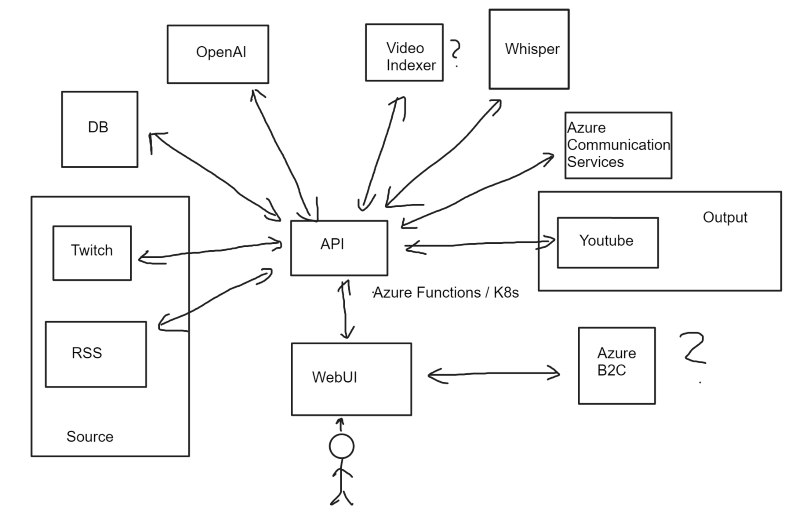 OpenAI
Video
Indexer
?
Whisper
DB
Azure
Communication
Services
Output
Twitch
API
Youtube
Azure Functions / K8s
RSS
WebUI
Azure
B2C
?
Source